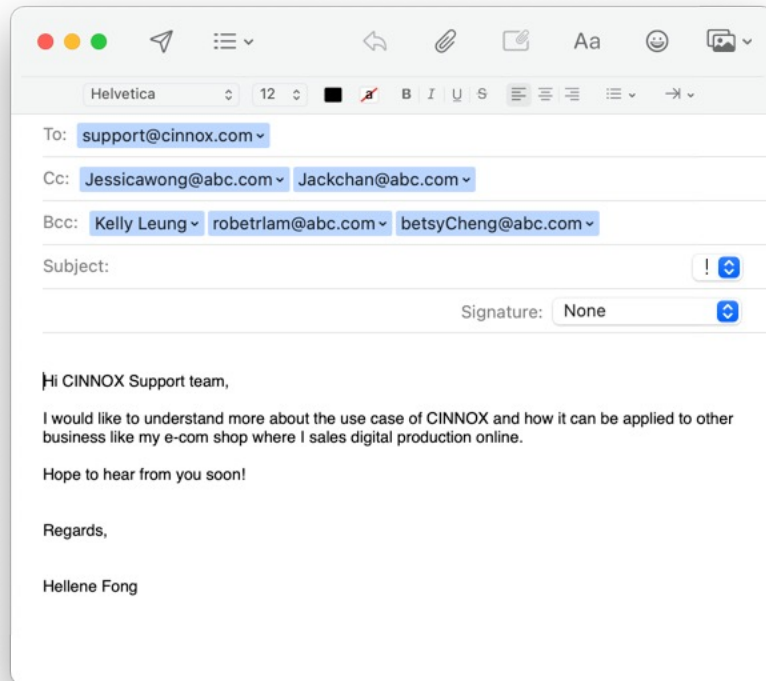 Aa
Helvetica 12 a B I U S
To: support@cinnox.com
Cc: Jessicawong@abc.com Jackchan@abc.com
Bcc: Kelly Leung robetrlam@abc.com betsyCheng@abc.com
Subject: !
Signature: None
Hi CINNOX Support team,
I would like to understand more about the use case of CINNOX and how it can be applied to other
business like my e-com shop where I sales digital production online.
Hope to hear from you soon!
Regards,
Hellene Fong